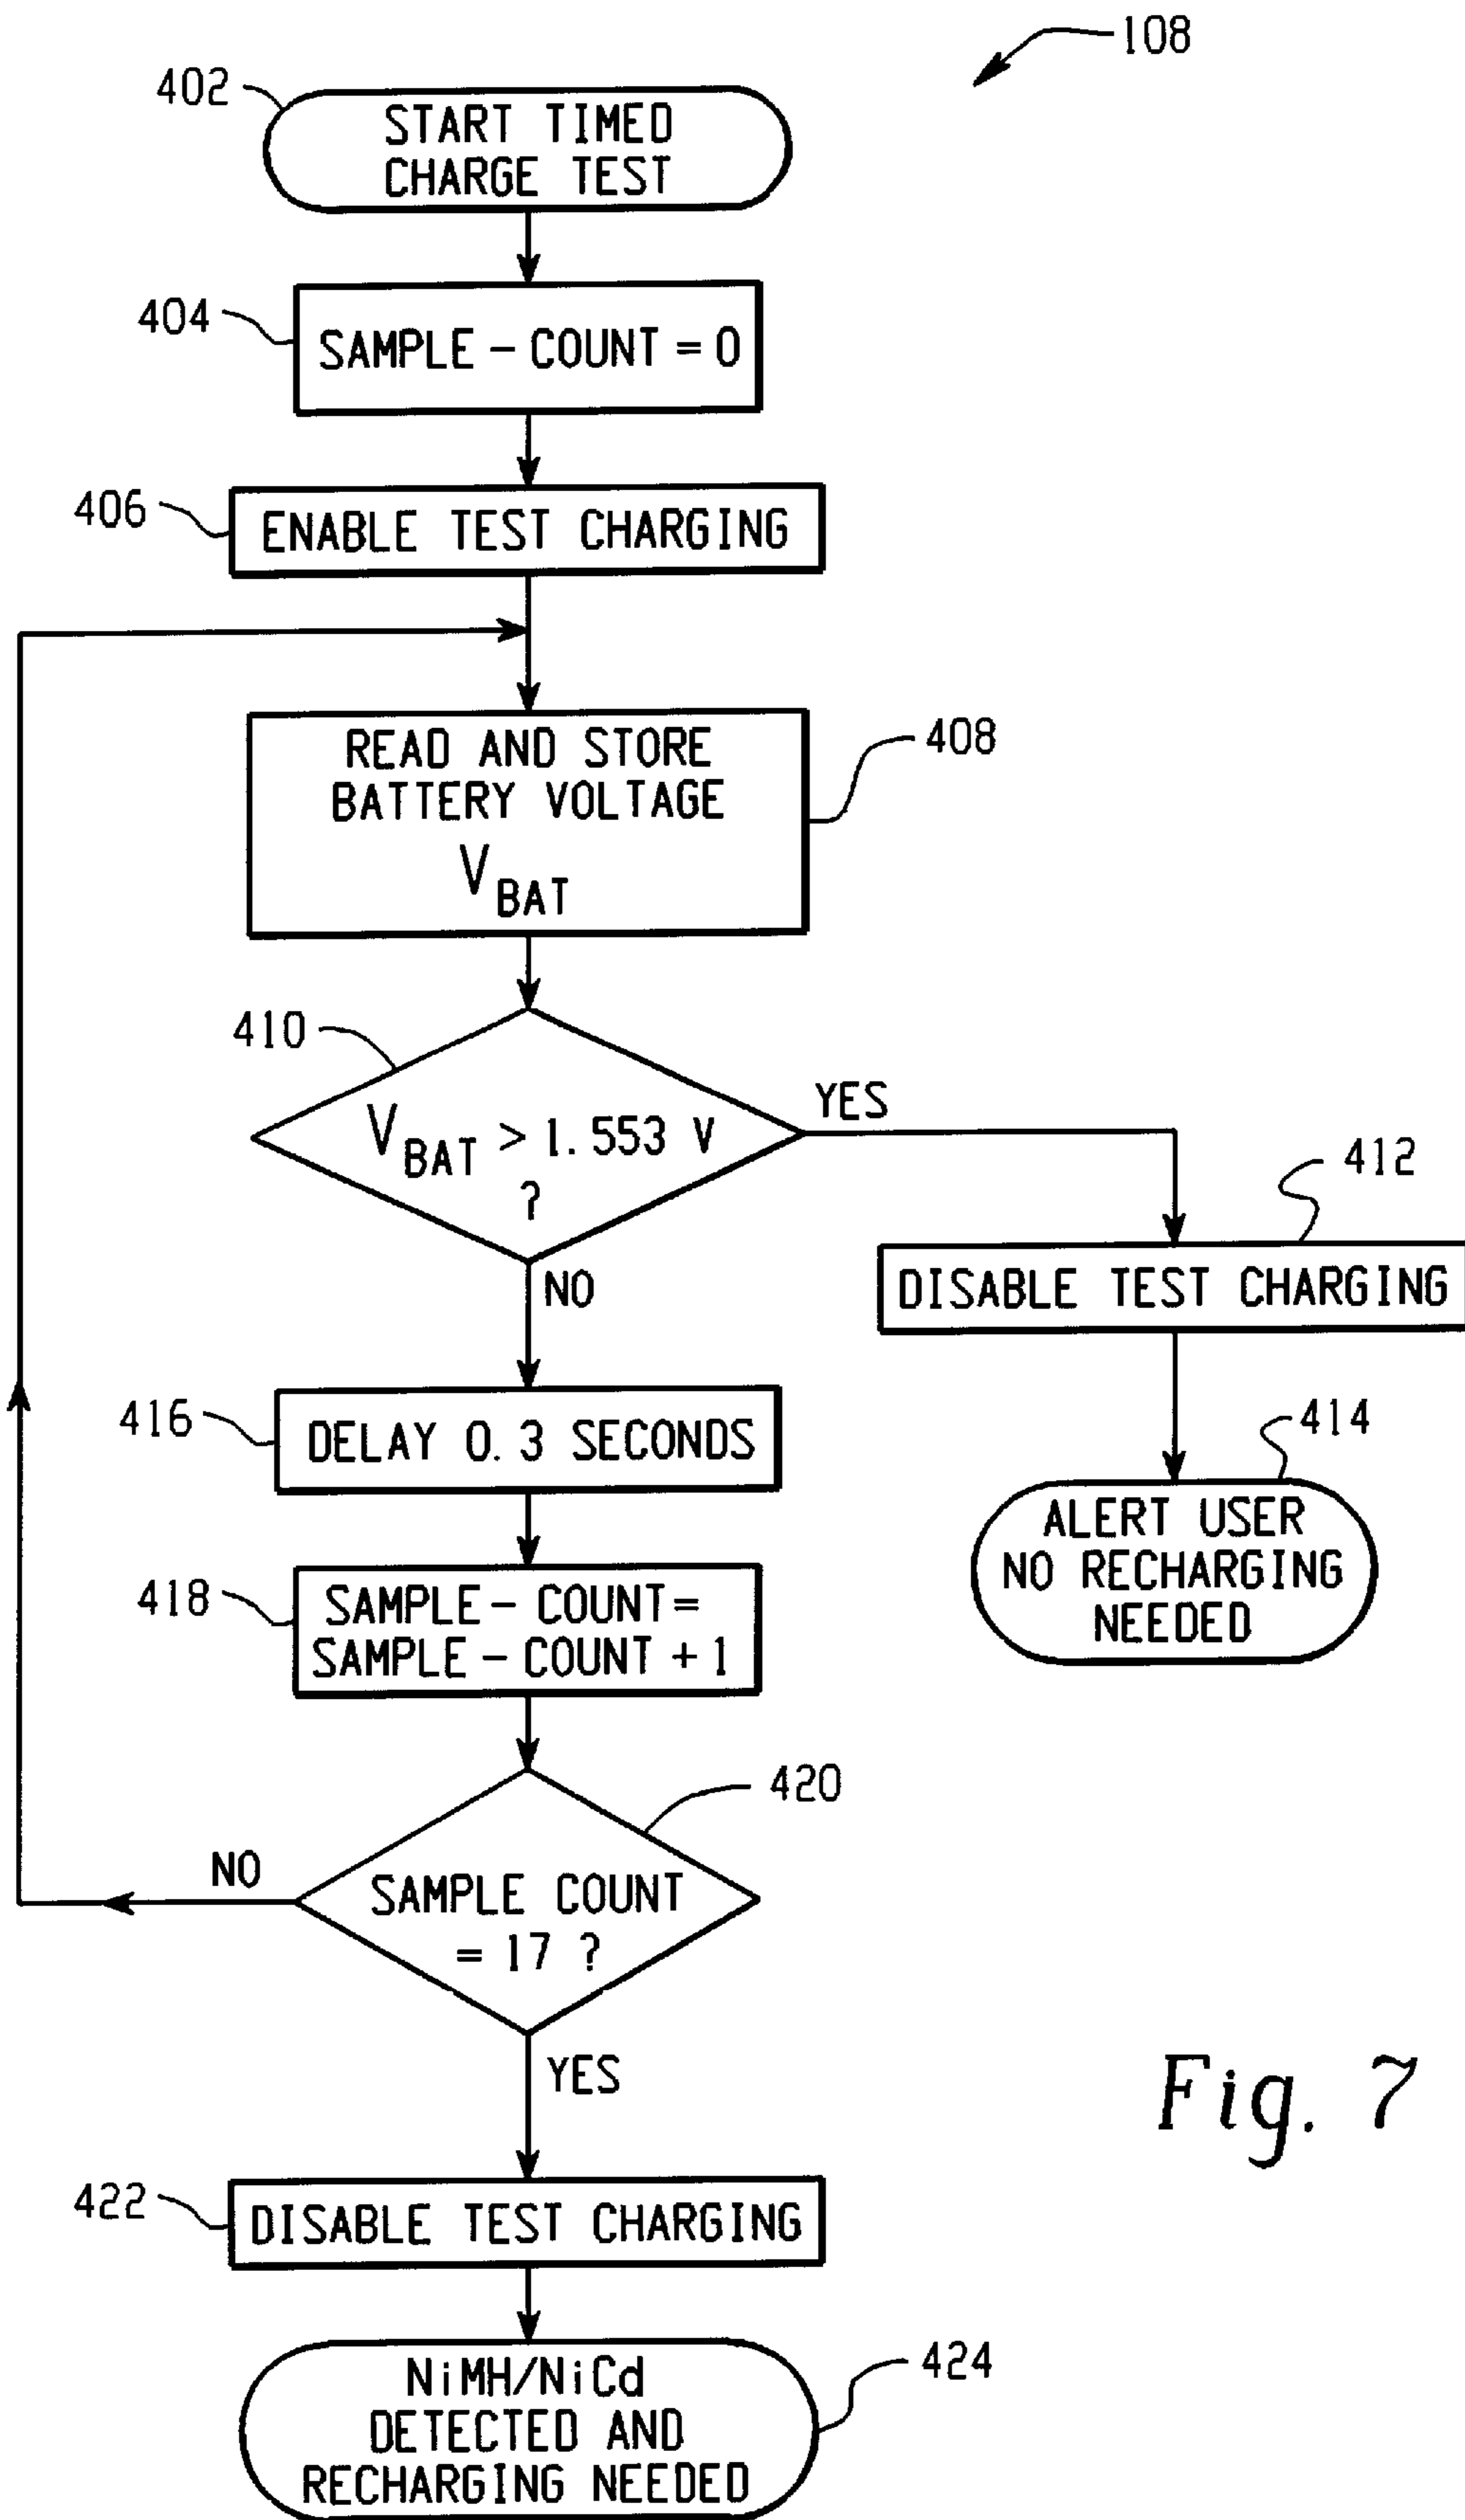 108
402
START TIMED
CHARGE TEST
404
SAMPLE - COUNT = 0
406
ENABLE TEST CHARGING
READ AND STORE
BATTERY VOLTAGE
VBAT
408
410
VBAT > 1.553 V
?
YES
NO
412
DISABLE TEST CHARGING
414
ALERT USER
NO RECHARGING
NEEDED
416
DELAY 0.3 SECONDS
418
SAMPLE - COUNT =
SAMPLE - COUNT + 1
420
NO
SAMPLE COUNT
= 17 ?
YES
Fig. 7
422
DISABLE TEST CHARGING
424
NiMH/NiCd
DETECTED AND
RECHARGING NEEDED